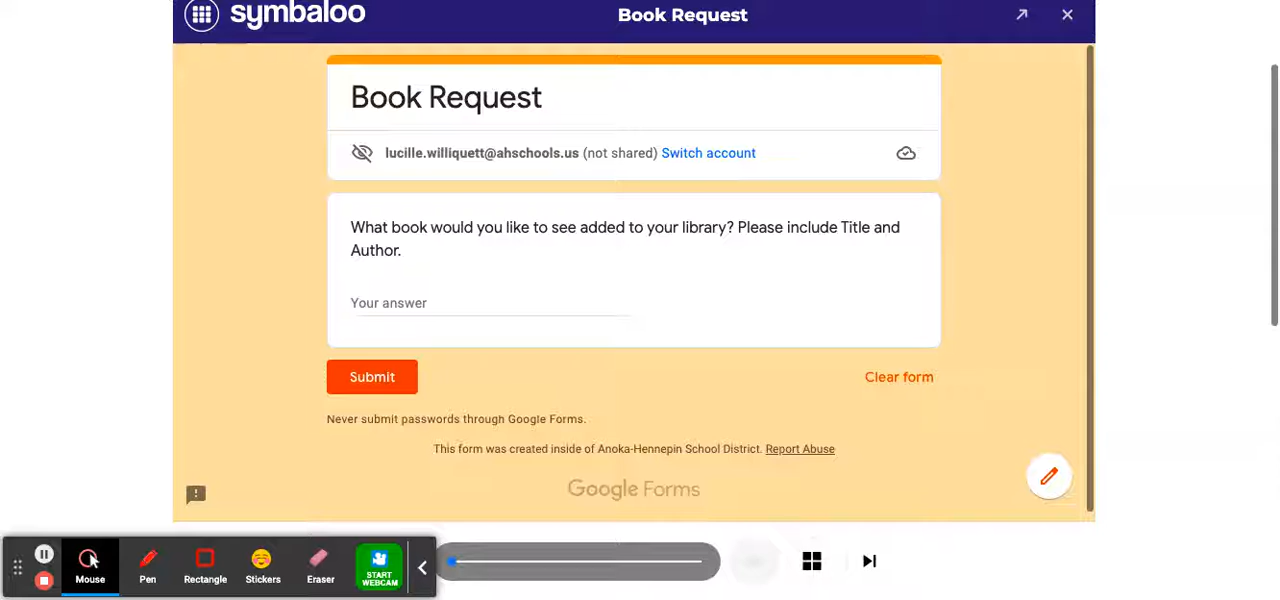 symbaloo
Book Request
Book Request
lucille.williquett@ahschools.us (not shared) Switch account
What book would you like to see added to your library? Please include Title and
Author.
Your answer
Submit
Clear form
Never submit passwords through Google Forms.
This form was created inside of Anoka-Hennepin School District. Report Abuse
Google Forms
Mouse
Pen
Rectangle
Stickers
Eraser
START
WEBCAM